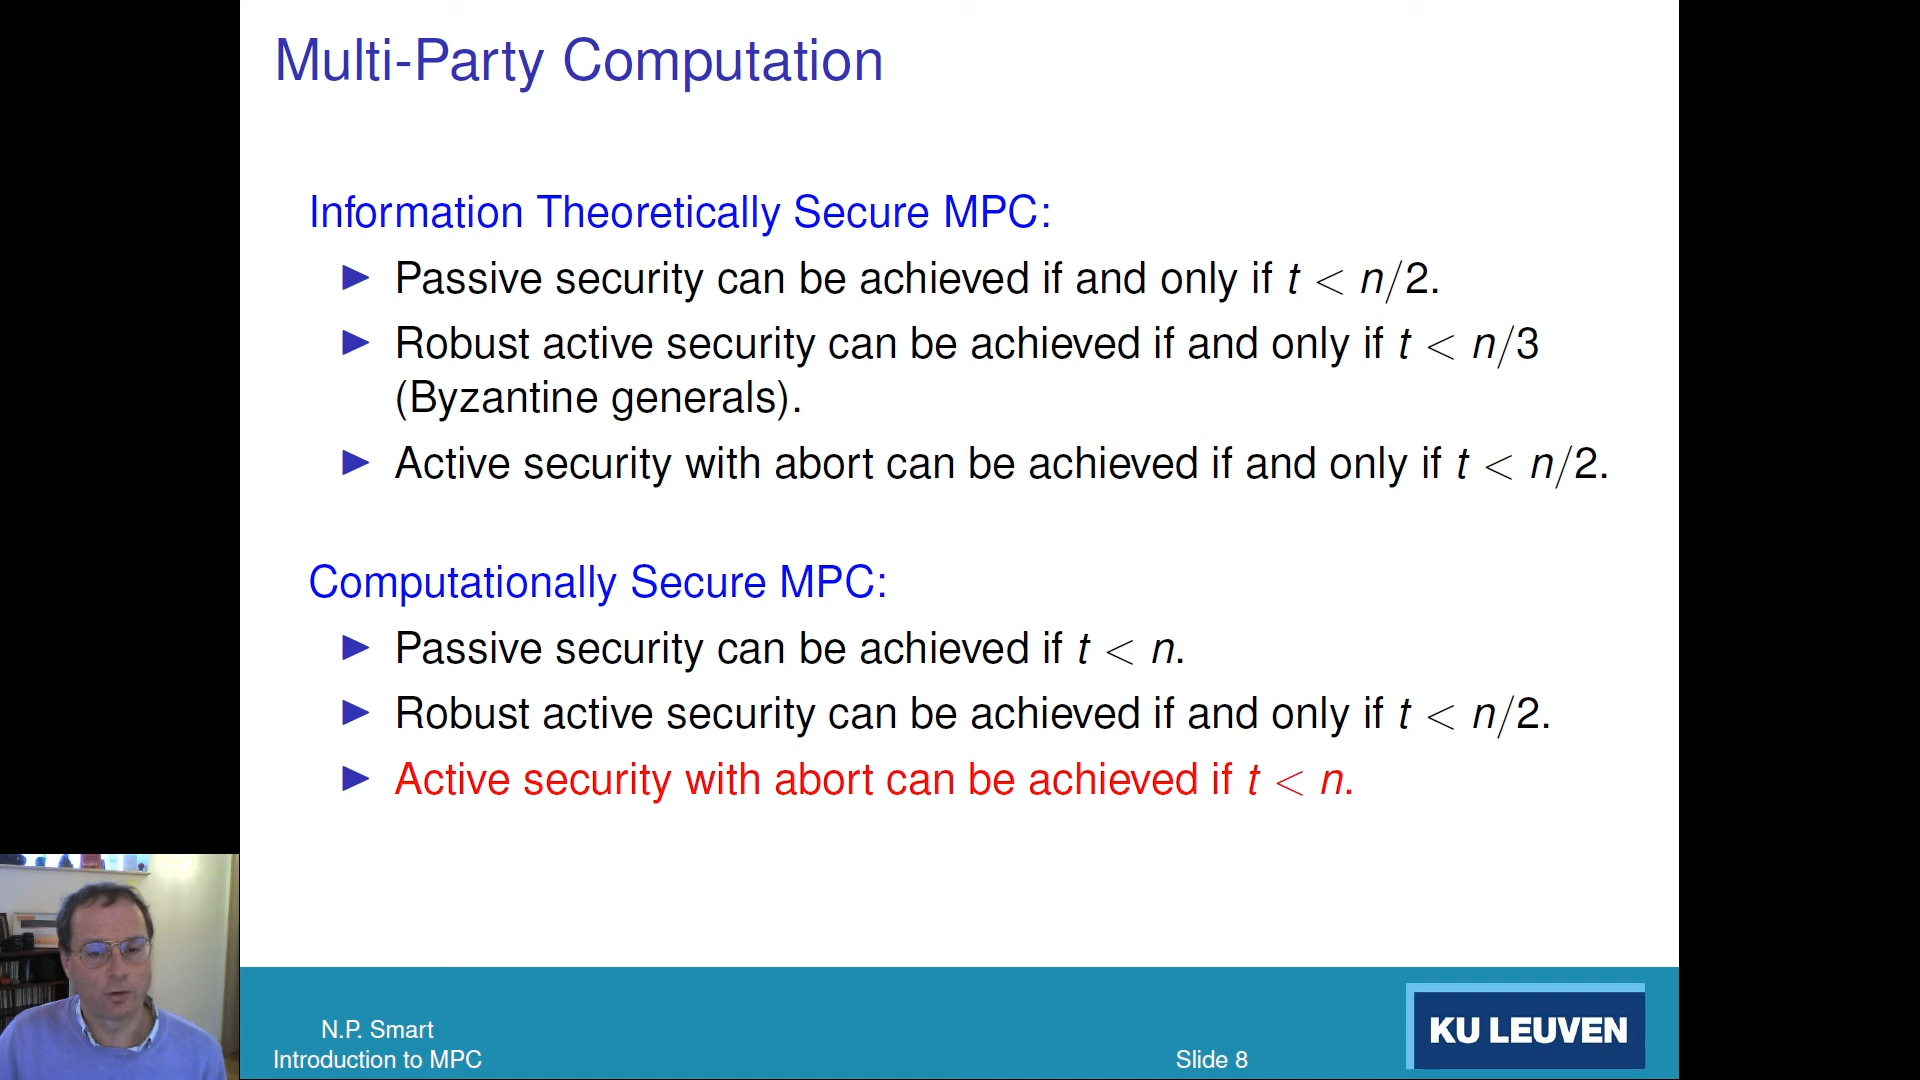 Multi-Party Computation
Information Theoretically Secure MPC:
▶ Passive security can be achieved if and only if t < n/2.
▶ Robust active security can be achieved if and only if t < n/3
(Byzantine generals).
▶ Active security with abort can be achieved if and only if t < n/2.
Computationally Secure MPC:
▶ Passive security can be achieved if t < n.
▶ Robust active security can be achieved if and only if t < n/2.
▶ Active security with abort can be achieved if t < n.
N.P. Smart
Introduction to MPC
Slide 8
KU LEUVEN